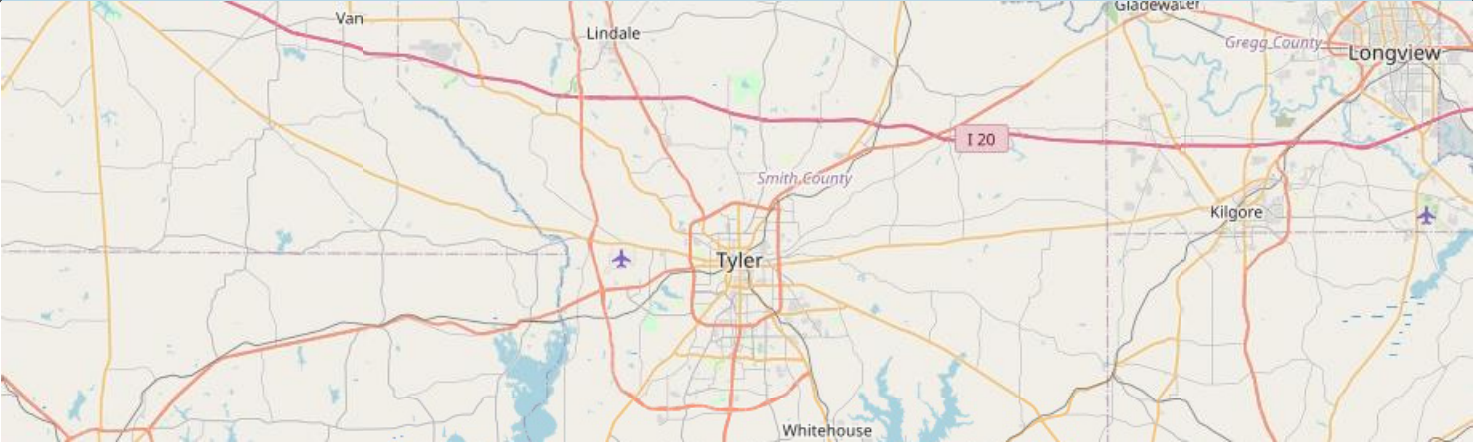 Gladewater
Van
Lindale
Gregg County
Longview
I 20
Smith County
Kilgore
Tyler
Whitehouse